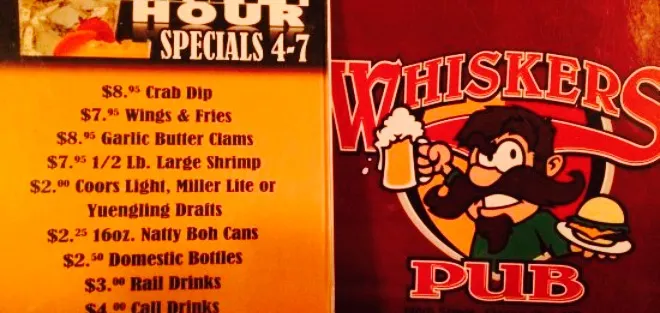 HOUR
SPECIALS 4-7
$8.95 Crab Dip
$7.95 Wings & Fries
$8.95 Garlic Butter Clams
$7.95 1/2 Lb. Large Shrimp
$2.00 Coors Light, Miller Lite or
Yuengling Drafts
$2.25 16oz. Natty Boh Cans
$2.50 Domestic Bottles
$3.00 Rail Drinks
$4.00 Call Drinks
WHISKERS
PUB